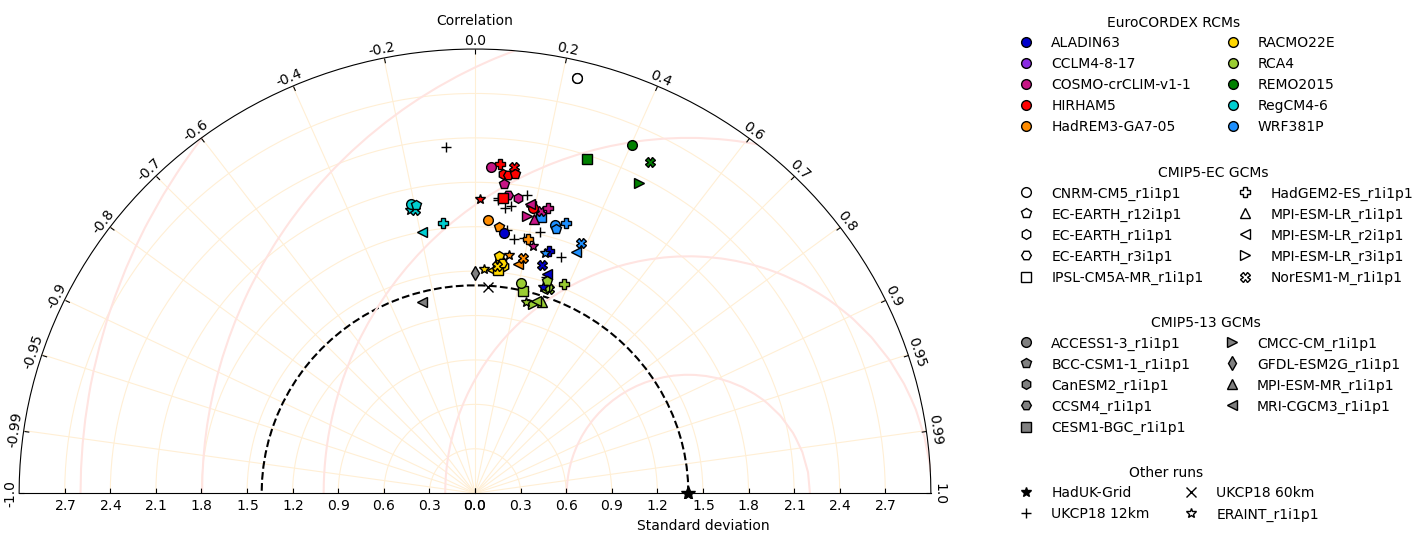 Correlation
0.0
-0.2
0.2
-0.4
0.4
-0.6
0.6
-0.7
0.7
-0.8
0.8
-0.9
0.9
-0.95
0.95
-0.99
0.99
-1.0
1.0
2.7 2.4 2.1 1.8 1.5 1.2 0.9 0.6 0.3 0.0 0.3 0.6 0.9 1.2 1.5 1.8 2.1 2.4 2.7
Standard deviation
EuroCORDEX RCMs
ALADIN63 RACMO22E
CCLM4-8-17 RCA4
COSMO-crCLIM-v1-1 REMO2015
HIRHAM5 RegCM4-6
HadREM3-GA7-05 WRF381P
CMIP5-EC GCMs
CNRM-CM5_r1i1p1 HadGEM2-ES_r1i1p1
EC-EARTH_r12i1p1 MPI-ESM-LR_r1i1p1
EC-EARTH_r1i1p1 MPI-ESM-LR_r2i1p1
EC-EARTH_r3i1p1 MPI-ESM-LR_r3i1p1
IPSL-CM5A-MR_r1i1p1 NorESM1-M_r1i1p1
CMIP5-13 GCMs
ACCESS1-3_r1i1p1 CMCC-CM_r1i1p1
BCC-CSM1-1_r1i1p1 GFDL-ESM2G_r1i1p1
CanESM2_r1i1p1 MPI-ESM-MR_r1i1p1
CCSM4_r1i1p1 MRI-CGCM3_r1i1p1
CESM1-BGC_r1i1p1
Other runs
HadUK-Grid UKCP18 60km
UKCP18 12km ERAINT_r1i1p1